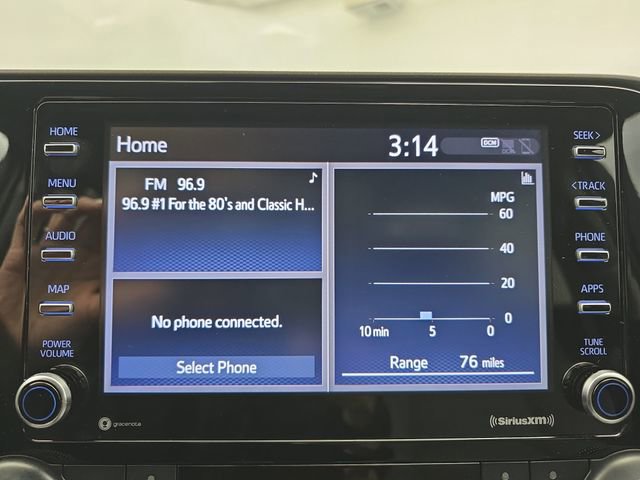 HOME
MENU
AUDIO
MAP
POWER
VOLUME
Home
3:14
DCM
DCM
FM 96.9
96.9 #1 For the 80's and Classic H...
No phone connected.
Select Phone
MPG
60
40
20
0
10 min 5 0
Range 76 miles
SEEK >
< TRACK
PHONE
APPS
TUNE
SCROLL
gracenote
((SiriusXM))